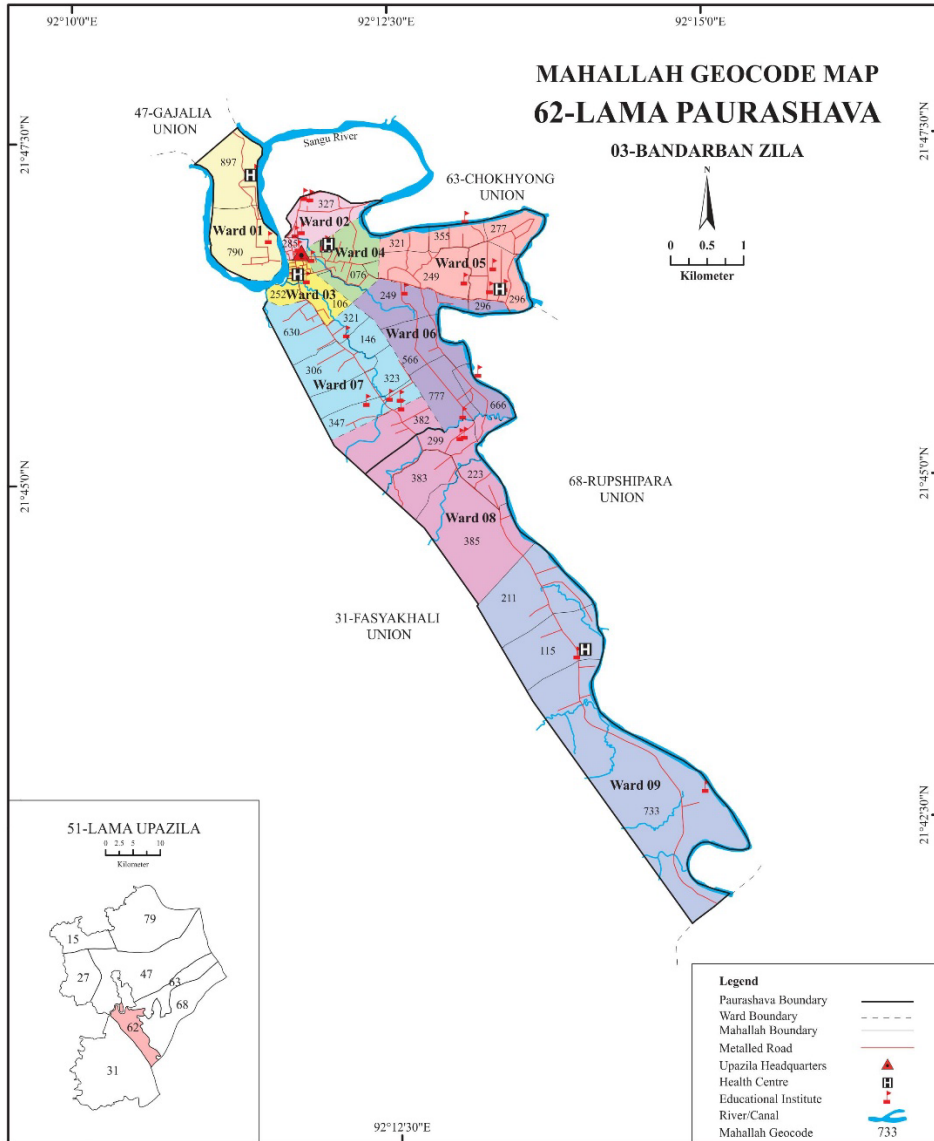 92°10'0"E
92°12'30"E
92°15'0"E
MAHALLAH GEOCODE MAP
62-LAMA PAURASHAVA
03-BANDARBAN ZILA
47-GAJALIA
UNION
21°47'30"N
21°47'30"N
Sangu River
63-CHOKHYONG
UNION
N
0 0.5 1
Kilometer
897
327
Ward 02
277
355
Ward 01
285
Ward 04
321
Ward 05
790
076
249
252
Ward 03
249
296
296
106
321
630
146
Ward 06
566
306
323
Ward 07
777
666
347
382
299
383
223
21°45'0"N
21°45'0"N
68-RUPSHIPARA
UNION
Ward 08
385
211
31-FASYAKHALI
UNION
115
Ward 09
733
21°42'30"N
21°42'30"N
51-LAMA UPAZILA
0 2.5 5 10
Kilometer
79
15
47
27
63
68
62
31
Legend
Paurashava Boundary
Ward Boundary
Mahallah Boundary
Metalled Road
Upazila Headquarters
Health Centre
H
Educational Institute
River/Canal
Mahallah Geocode 733
92°12'30"E